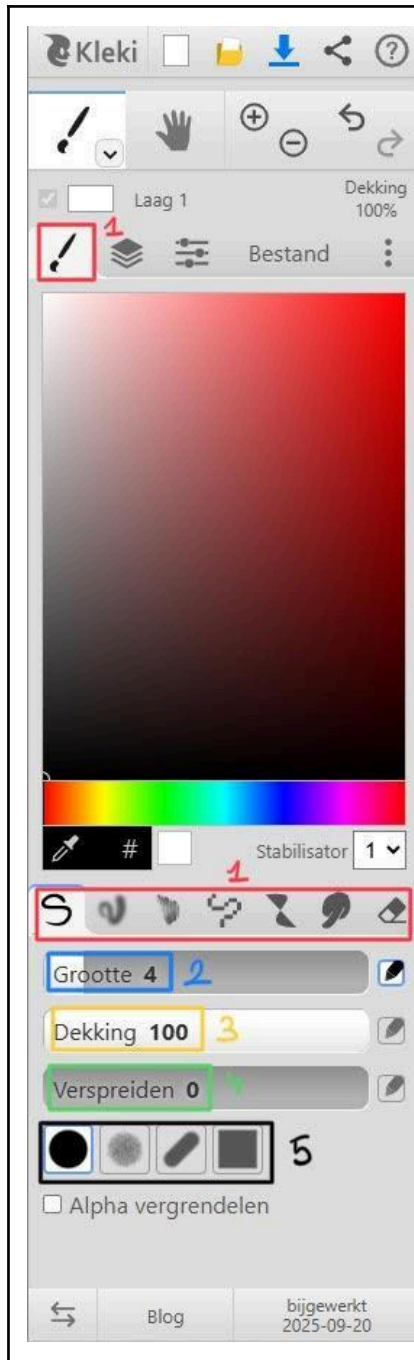 Kleki
Laag 1
Dekking
100%
1
Bestand
#
Stabilisator 1
1
Grootte 4 2
Dekking 100 3
Verspreiden 0 4
5
Alpha vergrendelen
Blog
bijgewerkt
2025-09-20